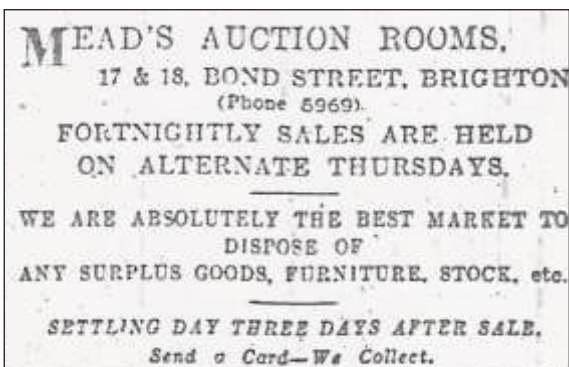 MEAD'S AUCTION ROOMS,
17 & 18, BOND STREET, BRIGHTON
(Phone 5969).
FORTNIGHTLY SALES ARE HELD
ON ALTERNATE THURSDAYS.
WE ARE ABSOLUTELY THE BEST MARKET TO
DISPOSE OF
ANY SURPLUS GOODS, FURNITURE, STOCK, etc.
SETTLING DAY THREE DAYS AFTER SALE.
Send a Card—We Collect.